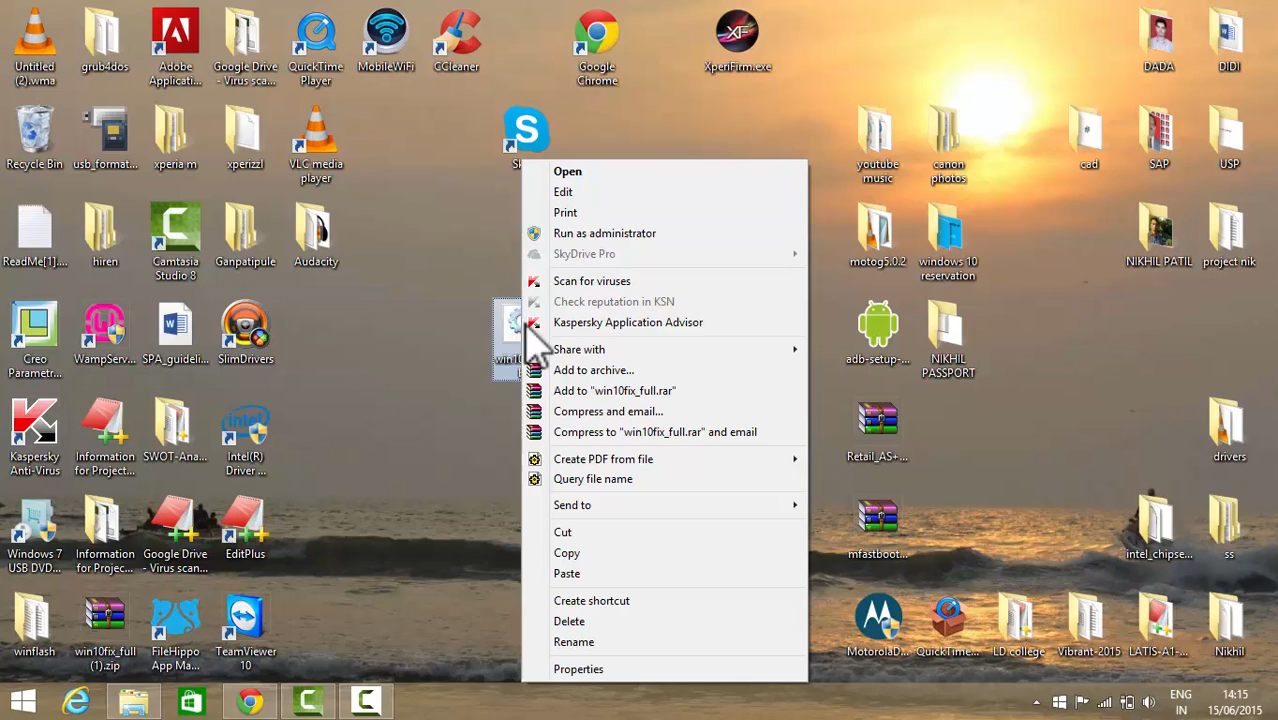 Untitled
(2).wma
grub4dos
Adobe
Applicati...
Google Drive
- Virus scan...
QuickTime
Player
MobileWiFi
CCleaner
Google
Chrome
XperiFirm.exe
DADA
DIDI
Recycle Bin
usb_format...
xperia m
xperizzl
VLC media
player
youtube
music
canon
photos
cad
SAP
USP
ReadMe[1]....
hiren
Camtasia
Studio 8
Ganpatipule
Audacity
motog5.0.2
windows 10
reservation
NIKHIL PATIL
project nik
Creo
Parametr...
WampServ...
SPA_guideli...
SlimDrivers
adb-setup-...
NIKHIL
PASSPORT
Kaspersky
Anti-Virus
Information
for Project...
SWOT-Ana...
Intel(R)
Driver ...
Retail_AS+...
drivers
Windows 7
USB DVD...
Information
for Projec...
Google Drive
- Virus scan...
EditPlus
mfastboot...
intel_chipse...
ss
winflash
win10fix_full
(1).zip
FileHippo
App Ma...
TeamViewer
10
MotorolaD...
QuickTime...
LD college
Vibrant-2015
LATIS-A1-...
Nikhil
Open
Edit
Print
Run as administrator
SkyDrive Pro
Scan for viruses
Check reputation in KSN
Kaspersky Application Advisor
Share with
Add to archive...
Add to "win10fix_full.rar"
Compress and email...
Compress to "win10fix_full.rar" and email
Create PDF from file
Query file name
Send to
Cut
Copy
Paste
Create shortcut
Delete
Rename
Properties
ENG
IN
14:15
15/06/2015